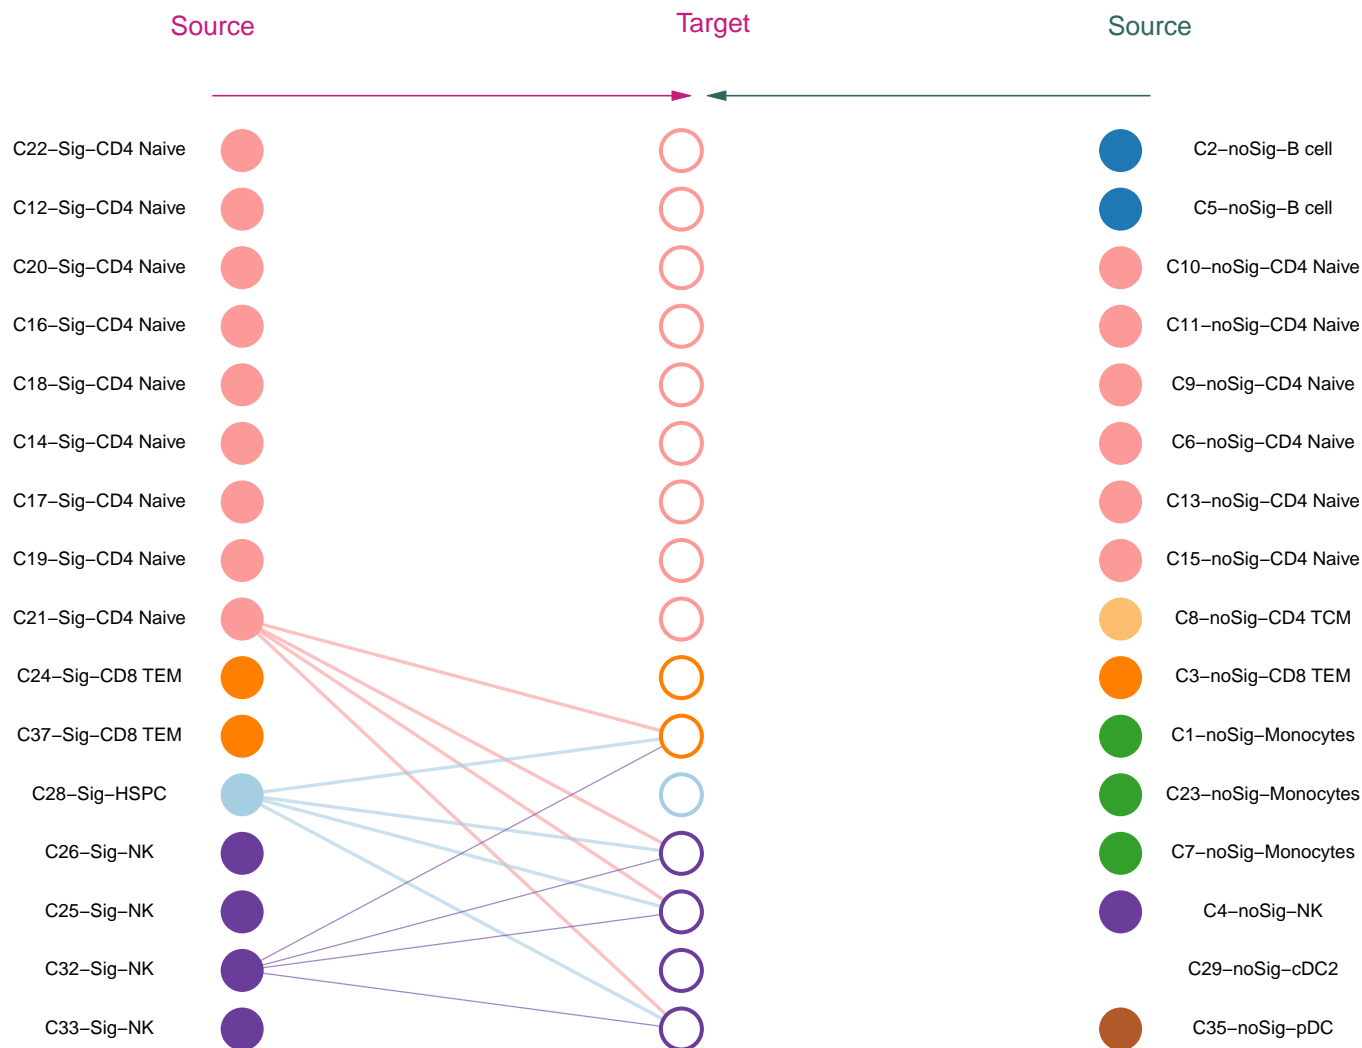 Source Target Source
C22–Sig–CD4 Naive C2–noSig–B cell
C12–Sig–CD4 Naive C5–noSig–B cell
C20–Sig–CD4 Naive C10–noSig–CD4 Naive
C16–Sig–CD4 Naive C11–noSig–CD4 Naive
C18–Sig–CD4 Naive C9–noSig–CD4 Naive
C14–Sig–CD4 Naive C6–noSig–CD4 Naive
C17–Sig–CD4 Naive C13–noSig–CD4 Naive
C19–Sig–CD4 Naive C15–noSig–CD4 Naive
C21–Sig–CD4 Naive C8–noSig–CD4 TCM
C24–Sig–CD8 TEM C3–noSig–CD8 TEM
C37–Sig–CD8 TEM C1–noSig–Monocytes
C28–Sig–HSPC C23–noSig–Monocytes
C26–Sig–NK C7–noSig–Monocytes
C25–Sig–NK C4–noSig–NK
C32–Sig–NK C29–noSig–cDC2
C33–Sig–NK C35–noSig–pDC